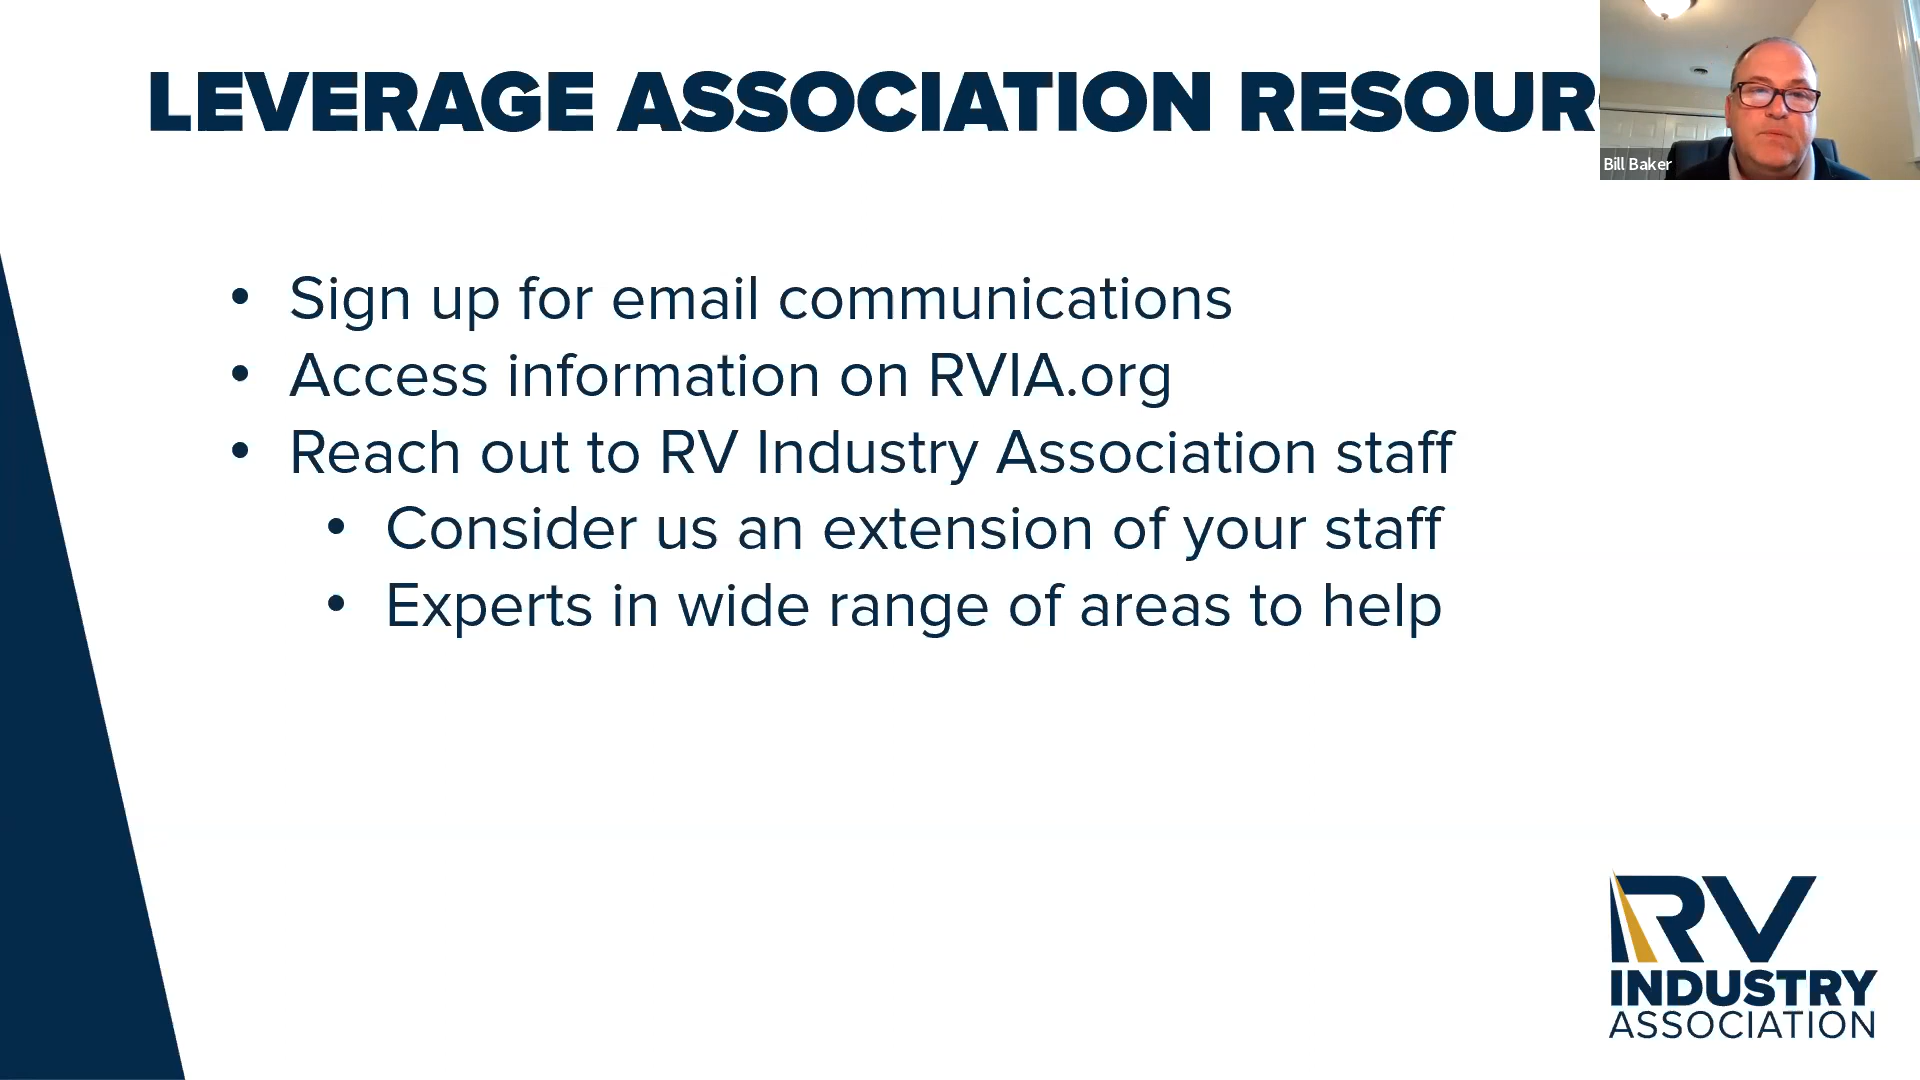 LEVERAGE ASSOCIATION RESOUR
Bill Baker
• Sign up for email communications
• Access information on RVIA.org
• Reach out to RV Industry Association staff
• Consider us an extension of your staff
• Experts in wide range of areas to help
RV
INDUSTRY
ASSOCIATION